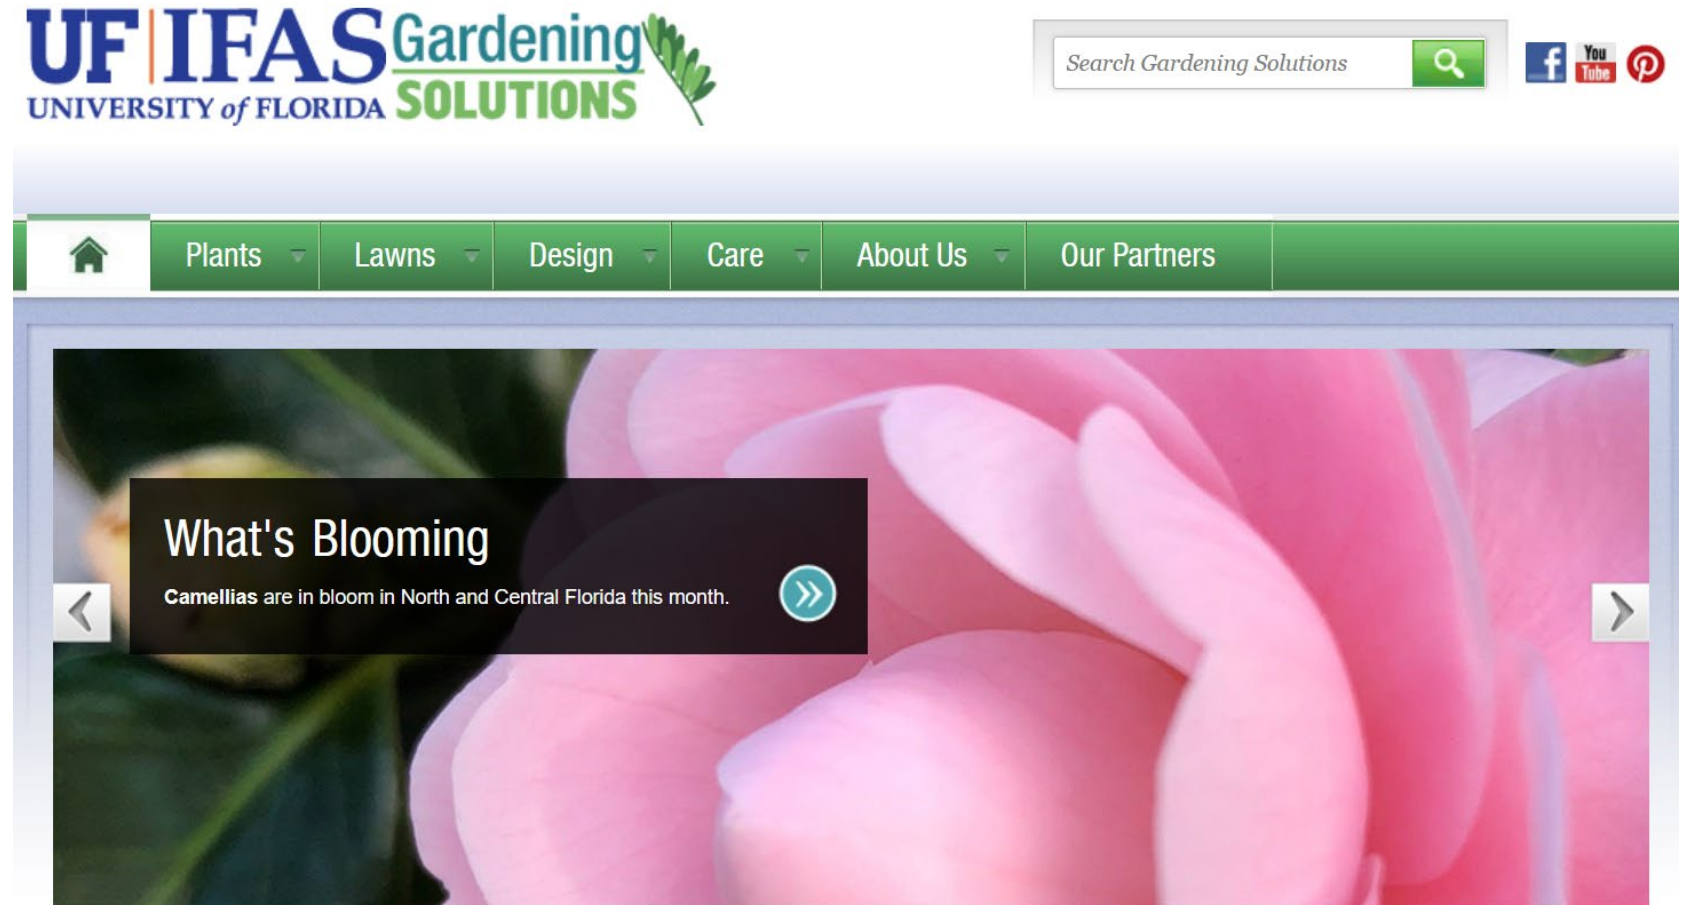 UF IFAS Gardening
UNIVERSITY of FLORIDA SOLUTIONS
Search Gardening Solutions
f You Tube
Plants Lawns Design Care About Us Our Partners
What's Blooming
Camellias are in bloom in North and Central Florida this month.